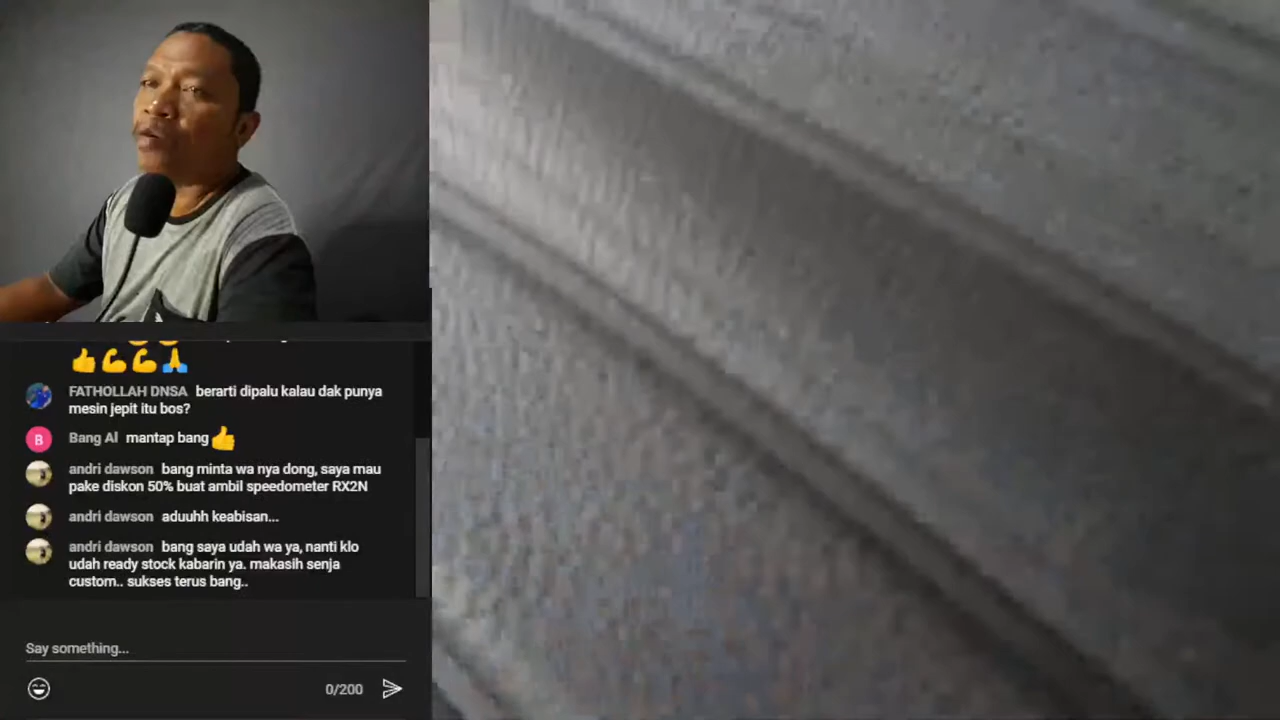 👍💪💪🙏
FATHOLLAH DNSA berarti dipalu kalau dak punya
mesin jepit itu bos?
B
Bang Al mantap bang👍
andri dawson bang minta wa nya dong, saya mau
pake diskon 50% buat ambil speedometer RX2N
andri dawson aduuhh keabisan...
andri dawson bang saya udah wa ya, nanti klo
udah ready stock kabarin ya. makasih senja
custom.. sukses terus bang..
Say something...
0/200